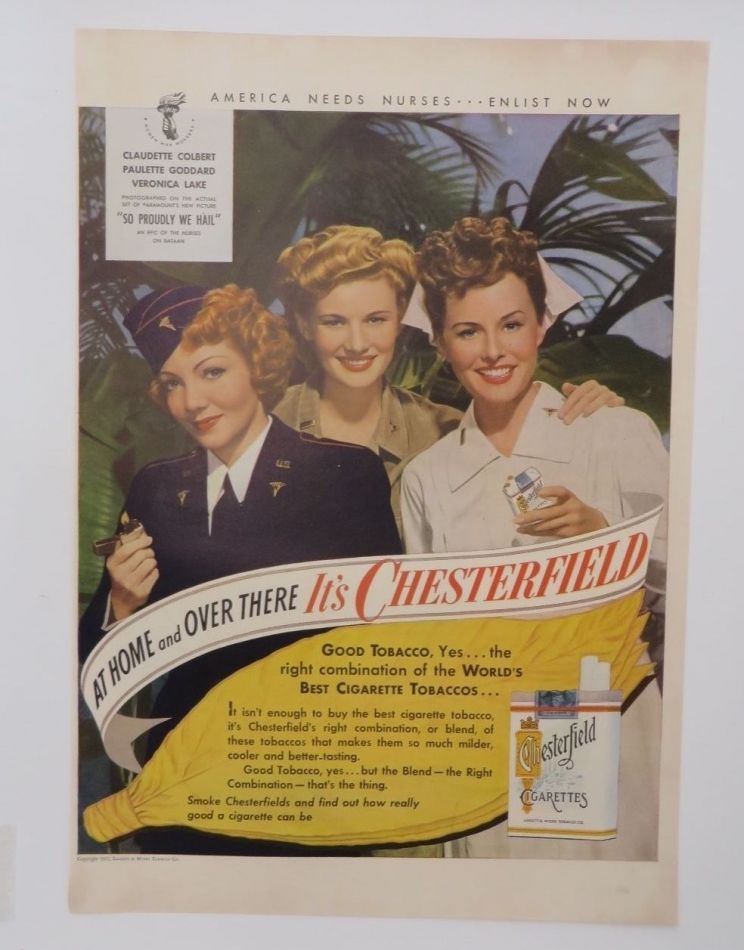 AMERICA NEEDS NURSES... ENLIST NOW
CLAUDETTE COLBERT
PAULETTE GODDARD
VERONICA LAKE
PHOTOGRAPHED ON THE ACTUAL
SET OF PARAMOUNT'S NEW PICTURE
"SO PROUDLY WE HAIL"
AN EPIC OF THE NURSES
ON BATAAN
AT HOME and OVER THERE It's CHESTERFIELD
GOOD TOBACCO, Yes... the
right combination of the WORLD'S
BEST CIGARETTE TOBACCOS...
It isn't enough to buy the best cigarette tobacco,
it's Chesterfield's right combination, or blend, of
these tobaccos that makes them so much milder,
cooler and better-tasting.
Good Tobacco, yes... but the Blend—the Right
Combination—that's the thing.
Smoke Chesterfields and find out how really
good a cigarette can be
Chesterfield
CIGARETTES
LIGGETT & MYERS TOBACCO CO.